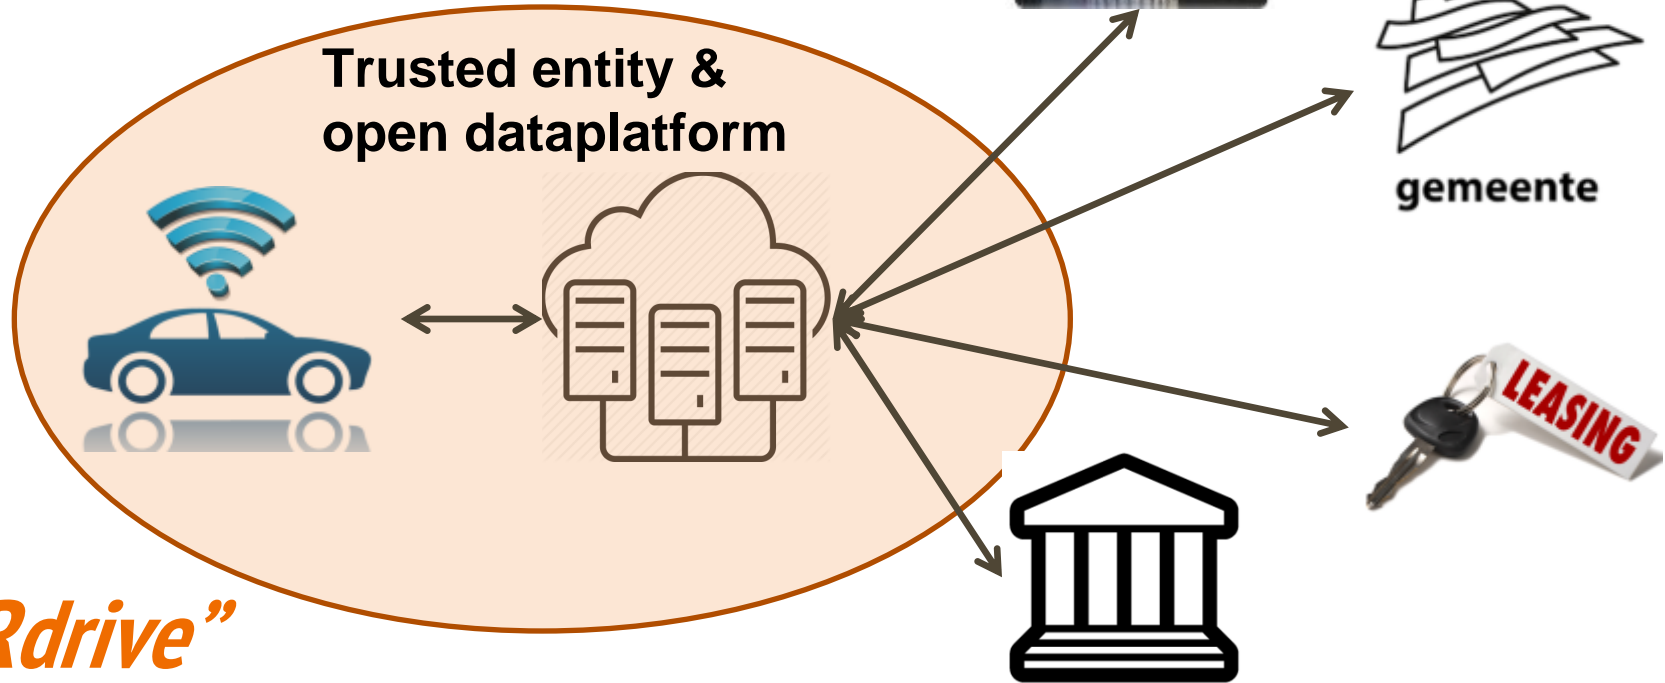 Trusted entity &
open dataplatform
gemeente
LEASING
Rdrive”